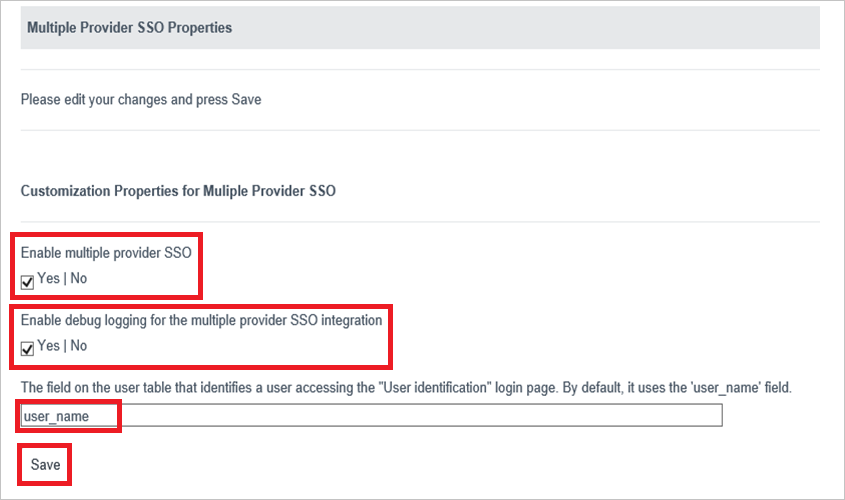 Multiple Provider SSO Properties
Please edit your changes and press Save
Customization Properties for Muliple Provider SSO
Enable multiple provider SSO
Yes | No
Enable debug logging for the multiple provider SSO integration
Yes | No
The field on the user table that identifies a user accessing the "User identification" login page. By default, it uses the 'user_name' field.
user_name
Save